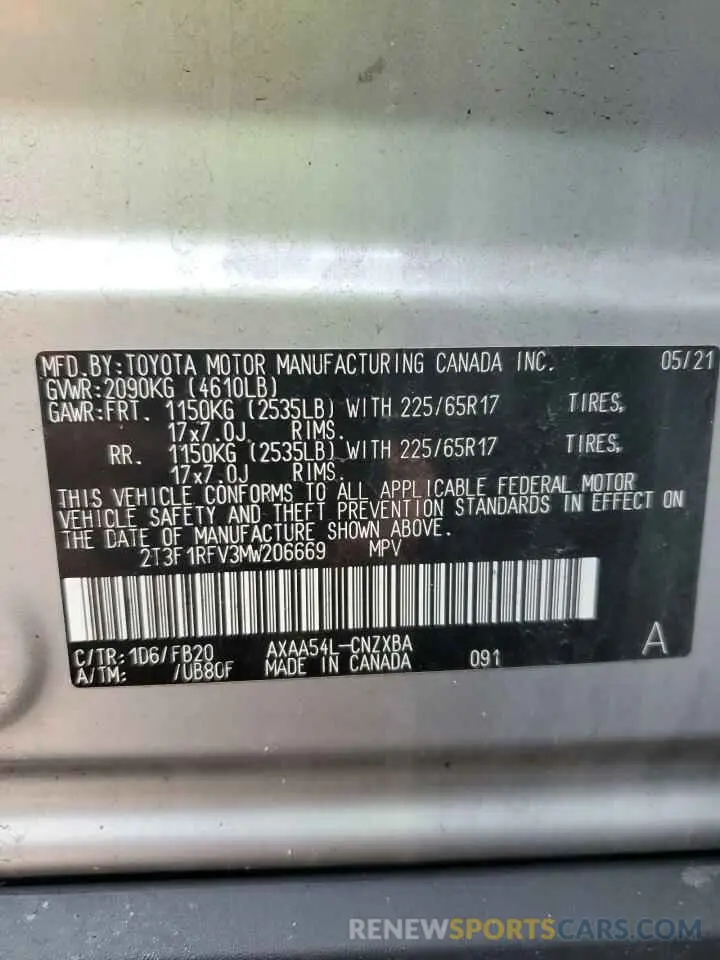 MFD.BY:TOYOTA MOTOR MANUFACTURING CANADA INC. 05/21
GVWR:2090KG (4610LB)
GAWR:FRT. 1150KG (2535LB) WITH 225/65R17 TIRES,
17x7.0J RIMS.
RR. 1150KG (2535LB) WITH 225/65R17 TIRES,
17x7.0J RIMS.
THIS VEHICLE CONFORMS TO ALL APPLICABLE FEDERAL MOTOR
VEHICLE SAFETY AND THEFT PREVENTION STANDARDS IN EFFECT ON
THE DATE OF MANUFACTURE SHOWN ABOVE.
2T3F1RFV3MW206669 MPV
C/TR:1D6/FB20 AXAA54L-CNZXBA A
A/TM: /UB80F MADE IN CANADA 091
RENEWSPORTSCARS.COM